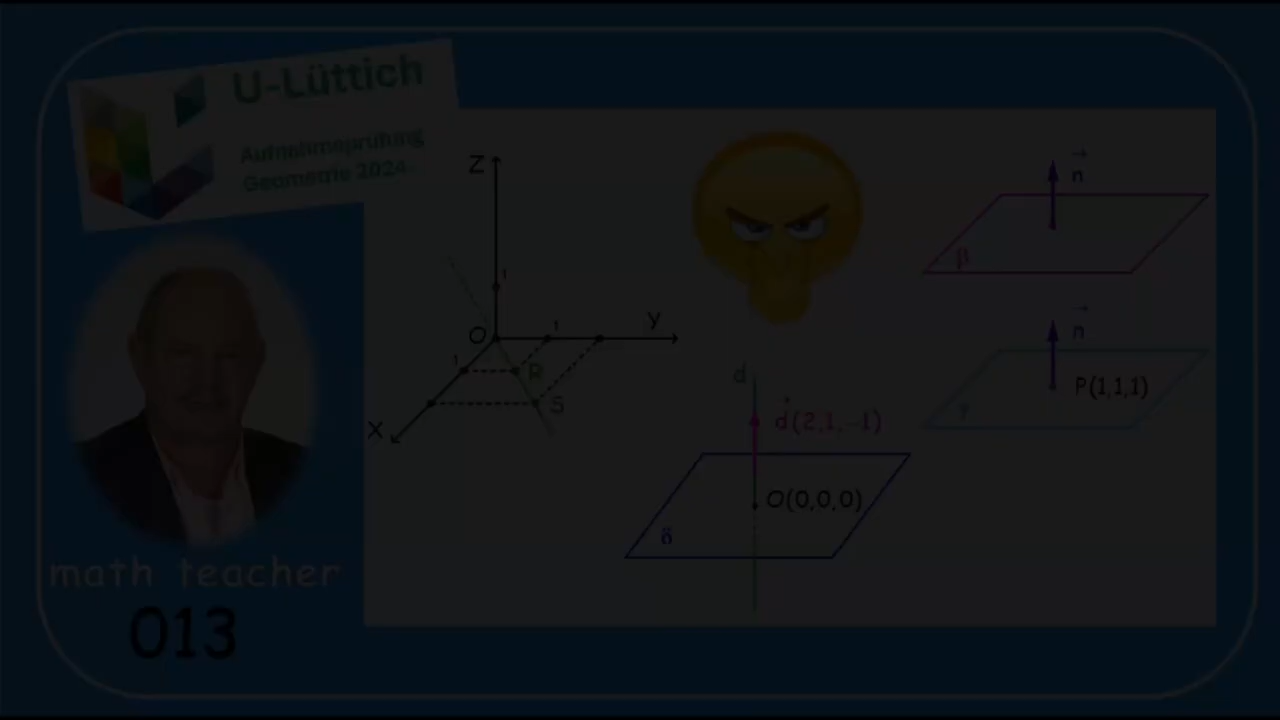 U-Lüttich
Aufnahmeprüfung
Geometrie 2024
Z
1
O
1
y
1
R
S
X
d
d(2,1,-1)
O(0,0,0)
δ
n
β
n
P(1,1,1)
γ
math teacher
013